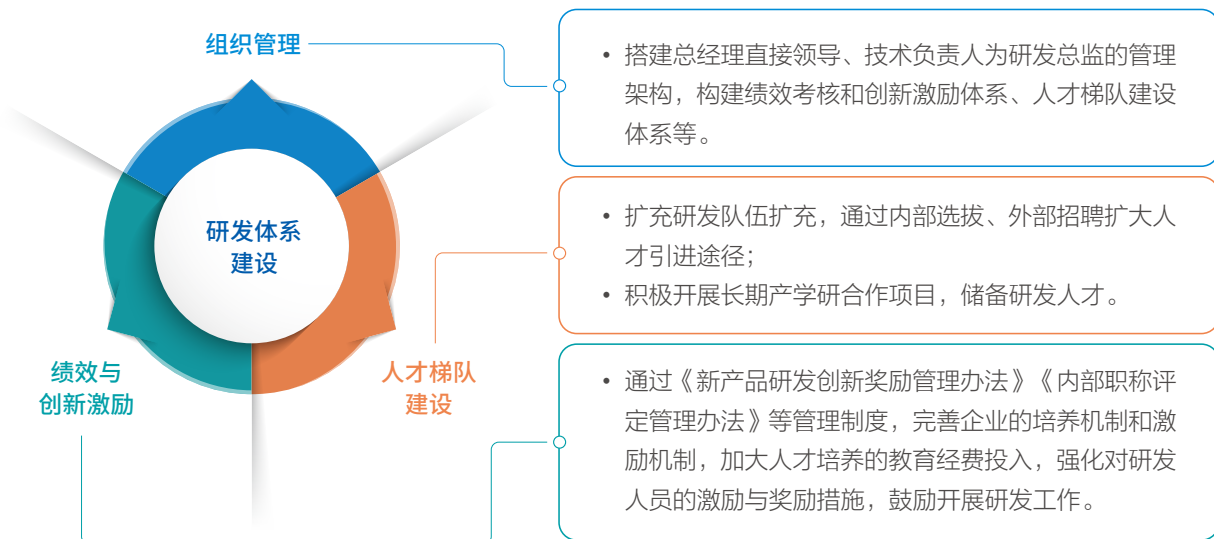 组织管理
• 搭建总经理直接领导、技术负责人为研发总监的管理
架构，构建绩效考核和创新激励体系、人才梯队建设
体系等。
研发体系
建设
• 扩充研发队伍扩充，通过内部选拔、外部招聘扩大人
才引进途径；
• 积极开展长期产学研合作项目，储备研发人才。
人才梯队
建设
绩效与
创新激励
• 通过《新产品研发创新奖励管理办法》《内部职称评
定管理办法》等管理制度，完善企业的培养机制和激
励机制，加大人才培养的教育经费投入，强化对研发
人员的激励与奖励措施，鼓励开展研发工作。